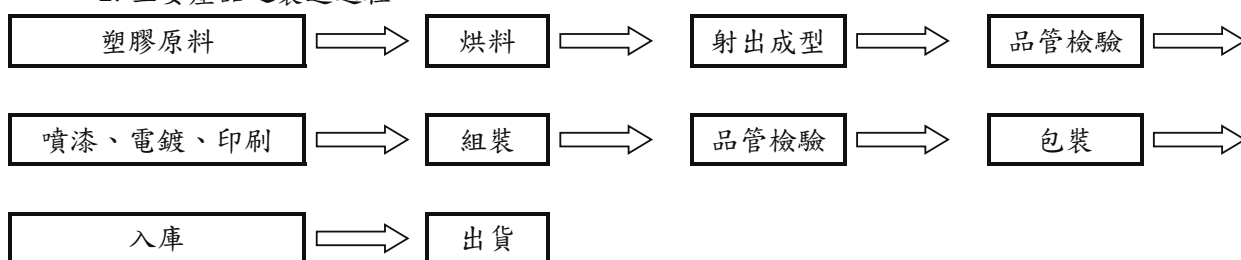 塑膠原料 烘料 射出成型 品管檢驗
噴漆、電鍍、印刷 組裝 品管檢驗 包裝
入庫 出貨